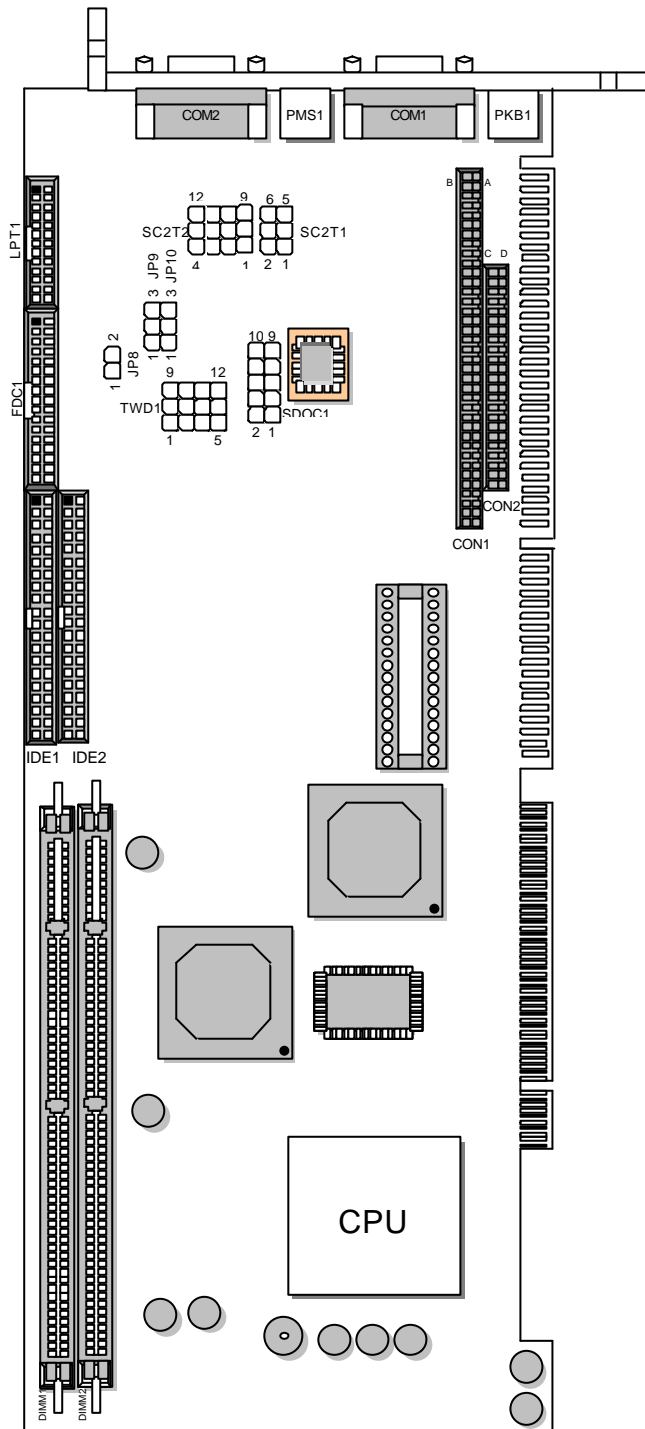 COM2 PMS1 COM1 PKB1
B A
12 9 6 5
SC2T2 SC2T1
4 1 2 1
LPT1
JP9
JP10
C D
3 3
2
1 1
JP8
1
10 9
FDC1
9 12
TWD1
SDOC1
1 5
2 1
CON2
CON1
IDE1 IDE2
CPU
DIMM1
DIMM2